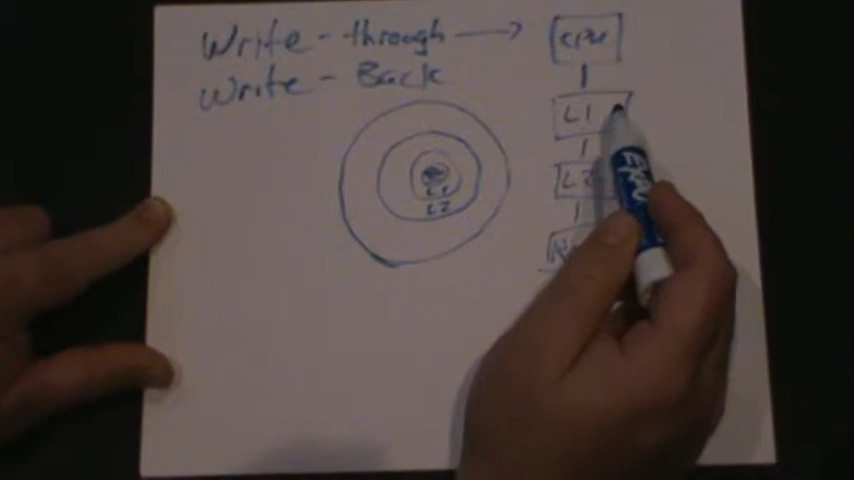 Write-through → CPU
Write-Back
L1
L1
L2
L2
EXPO